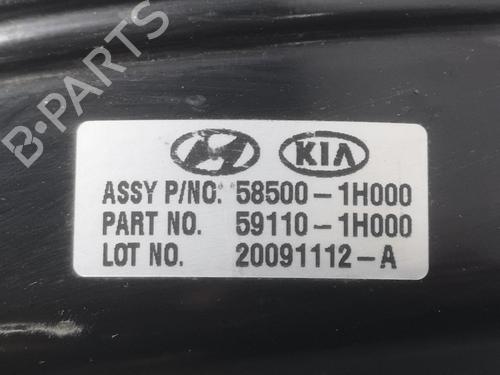 B-PARTS
KIA
ASSY P/NO. 58500-1H000
PART NO. 59110-1H000
LOT NO. 20091112-A